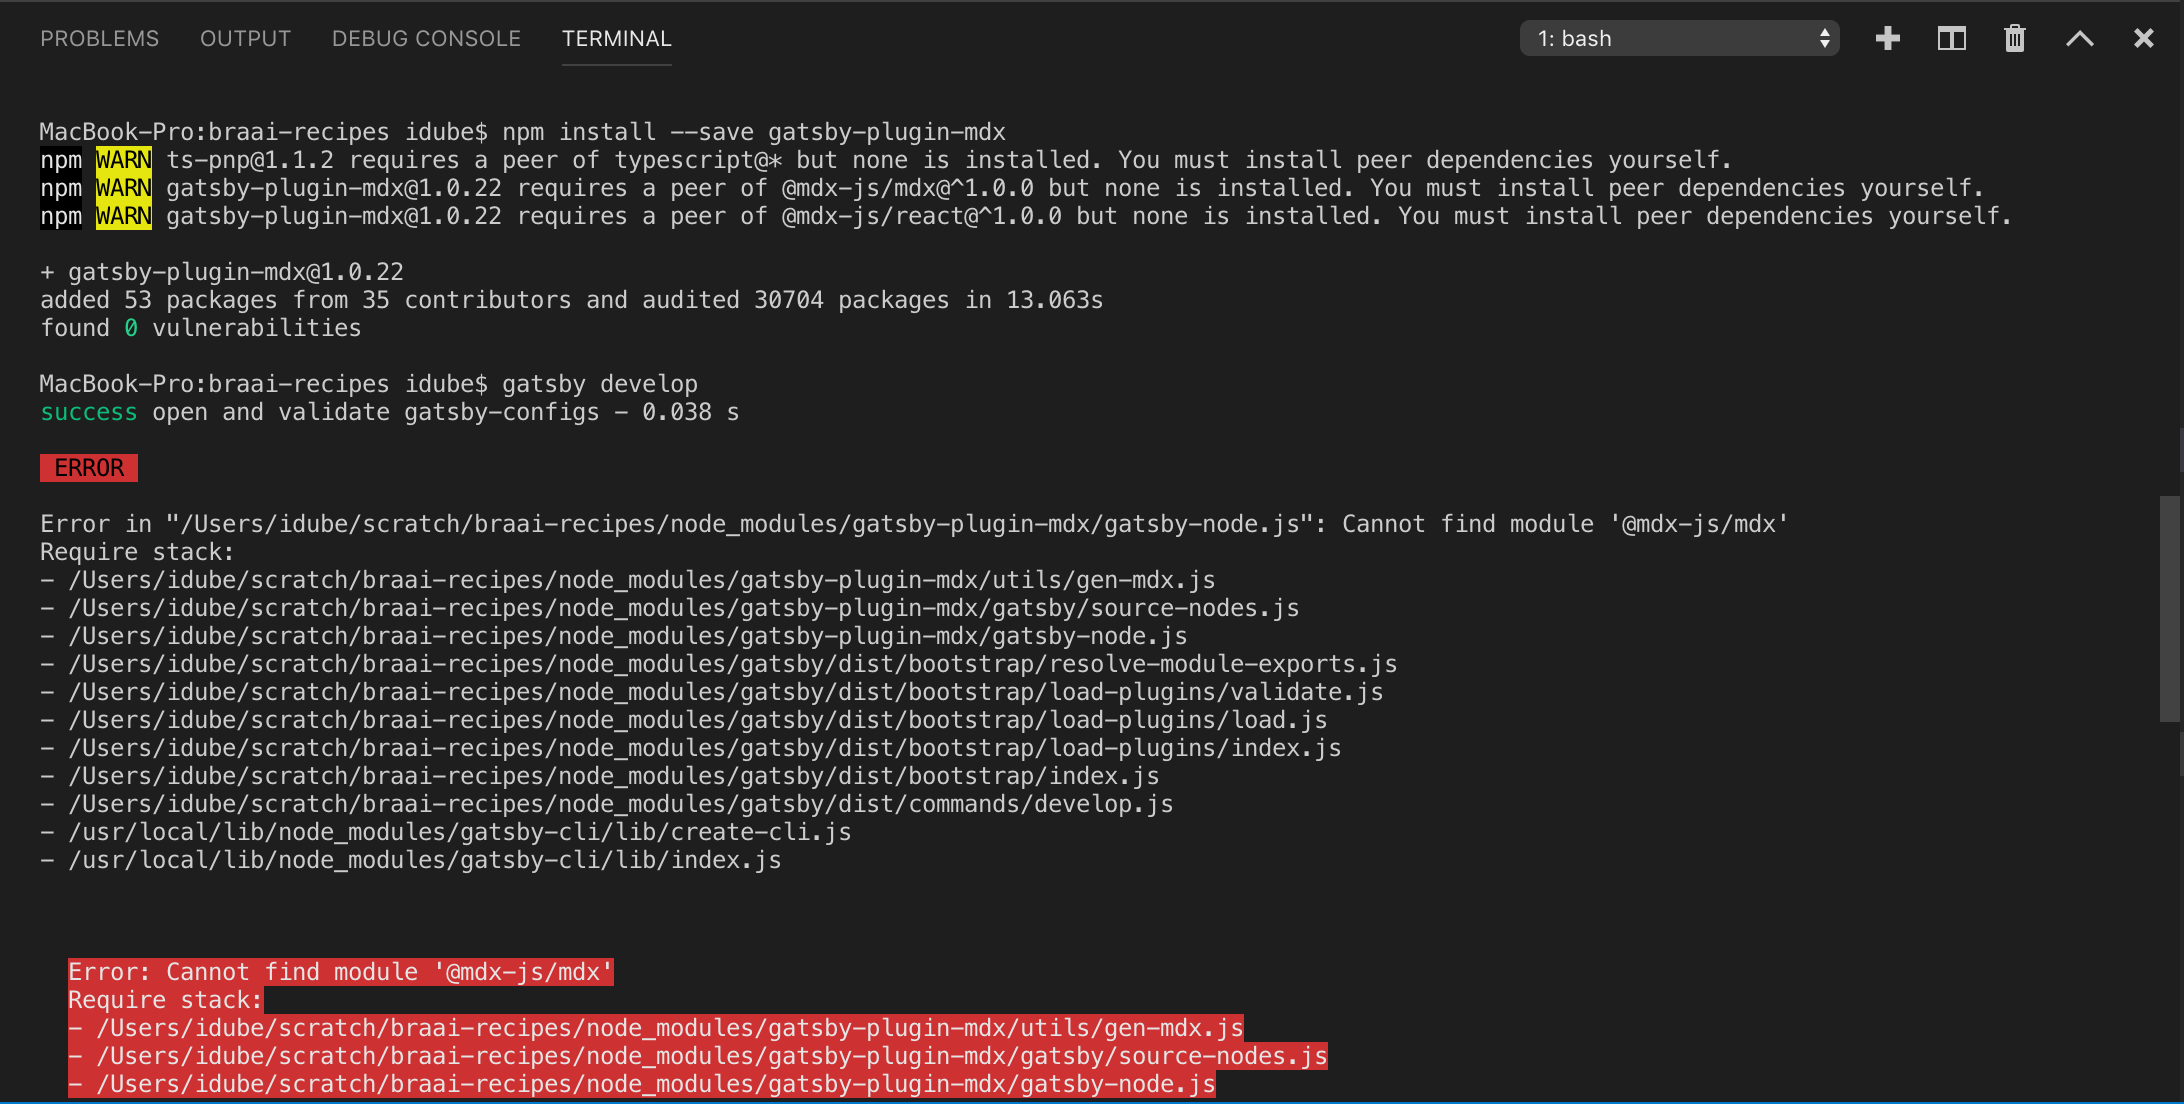 PROBLEMS OUTPUT DEBUG CONSOLE TERMINAL 1: bash
MacBook-Pro:braai-recipes idube$ npm install --save gatsby-plugin-mdx
npm WARN ts-pnp@1.1.2 requires a peer of typescript@* but none is installed. You must install peer dependencies yourself.
npm WARN gatsby-plugin-mdx@1.0.22 requires a peer of @mdx-js/mdx@^1.0.0 but none is installed. You must install peer dependencies yourself.
npm WARN gatsby-plugin-mdx@1.0.22 requires a peer of @mdx-js/react@^1.0.0 but none is installed. You must install peer dependencies yourself.
+ gatsby-plugin-mdx@1.0.22
added 53 packages from 35 contributors and audited 30704 packages in 13.063s
found 0 vulnerabilities
MacBook-Pro:braai-recipes idube$ gatsby develop
success open and validate gatsby-configs - 0.038 s
ERROR
Error in "/Users/idube/scratch/braai-recipes/node_modules/gatsby-plugin-mdx/gatsby-node.js": Cannot find module '@mdx-js/mdx'
Require stack:
- /Users/idube/scratch/braai-recipes/node_modules/gatsby-plugin-mdx/utils/gen-mdx.js
- /Users/idube/scratch/braai-recipes/node_modules/gatsby-plugin-mdx/gatsby/source-nodes.js
- /Users/idube/scratch/braai-recipes/node_modules/gatsby-plugin-mdx/gatsby-node.js
- /Users/idube/scratch/braai-recipes/node_modules/gatsby/dist/bootstrap/resolve-module-exports.js
- /Users/idube/scratch/braai-recipes/node_modules/gatsby/dist/bootstrap/load-plugins/validate.js
- /Users/idube/scratch/braai-recipes/node_modules/gatsby/dist/bootstrap/load-plugins/load.js
- /Users/idube/scratch/braai-recipes/node_modules/gatsby/dist/bootstrap/load-plugins/index.js
- /Users/idube/scratch/braai-recipes/node_modules/gatsby/dist/bootstrap/index.js
- /Users/idube/scratch/braai-recipes/node_modules/gatsby/dist/commands/develop.js
- /usr/local/lib/node_modules/gatsby-cli/lib/create-cli.js
- /usr/local/lib/node_modules/gatsby-cli/lib/index.js
Error: Cannot find module '@mdx-js/mdx'
Require stack:
- /Users/idube/scratch/braai-recipes/node_modules/gatsby-plugin-mdx/utils/gen-mdx.js
- /Users/idube/scratch/braai-recipes/node_modules/gatsby-plugin-mdx/gatsby/source-nodes.js
- /Users/idube/scratch/braai-recipes/node_modules/gatsby-plugin-mdx/gatsby-node.js